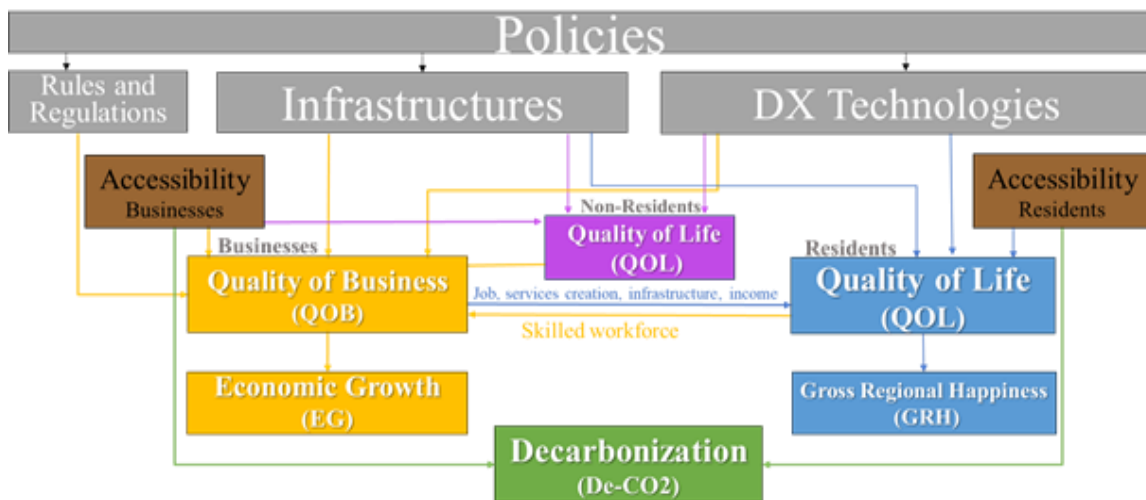 Policies
Rules and
Regulations
Infrastructures
DX Technologies
Accessibility
Businesses
Accessibility
Residents
Non-Residents
Quality of Life
(QOL)
Businesses
Quality of Business
(QOB)
Residents
Quality of Life
(QOL)
Job, services creation, infrastructure, income
Skilled workforce
Economic Growth
(EG)
Gross Regional Happiness
(GRH)
Decarbonization
(De-CO2)